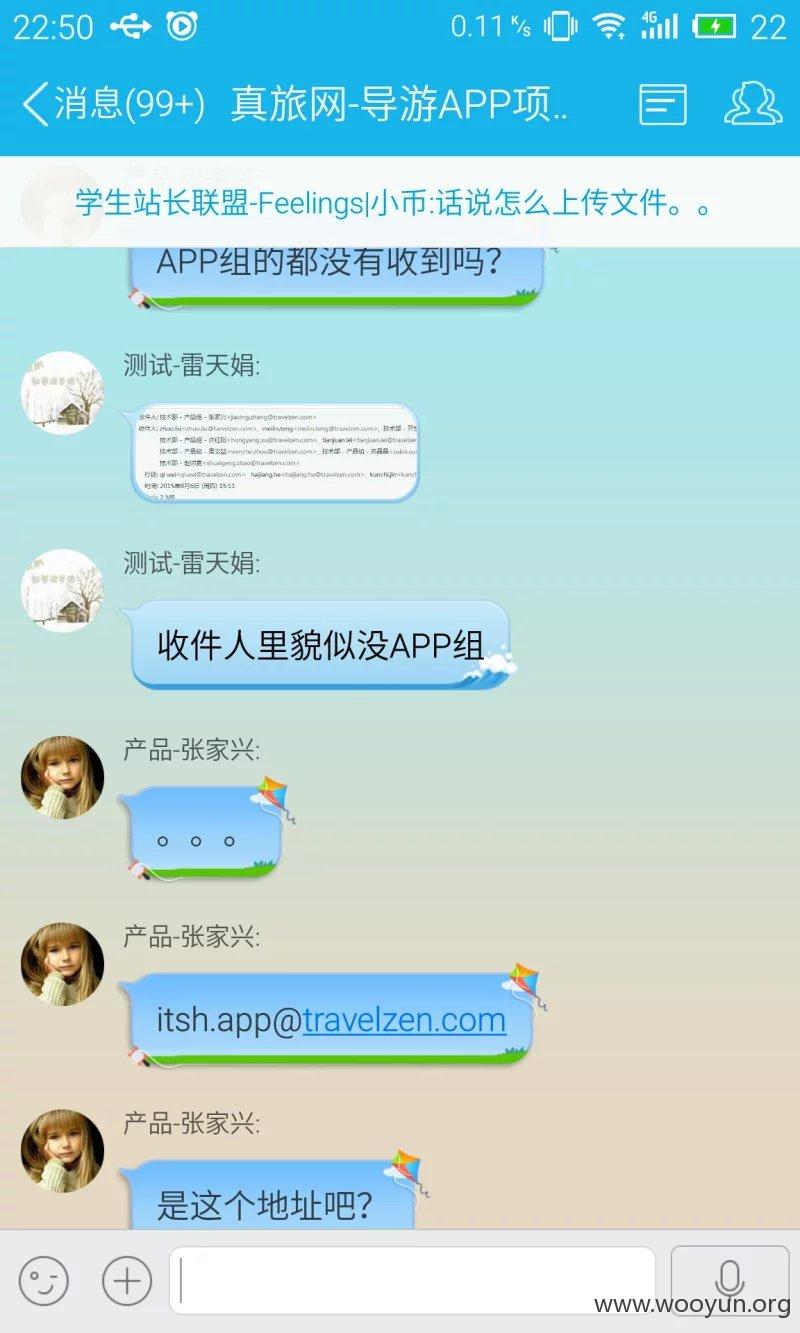 22:50 0.11 K/s 4G 22
消息(99+) 真旅网-导游APP项..
学生站长联盟-Feelings|小币:话说怎么上传文件。。
APP组的都没有收到吗?
测试-雷天娟:
发件人: 技术部 - 产品组 - 张家兴<jiaxing.zhang@travelzen.com>
收件人: zhuo.liu<zhuo.liu@travelzen.com>, meilin.teng<meilin.teng@travelzen.com>, 技术部 - 开
技术部 - 产品组 - 许红阳<hongyang.xu@travelzen.com>, tianjuan.lei<tianjuan.lei@travelzen
技术部 - 产品组 - 周文喆<wenzhe.zhou@travelzen.com>, 技术部 - 产品组 - 苏晶晶<sukie.su
技术部 - 赵帅更<shuaigeng.zhao@travelzen.com>
抄送: qi.wei<qi.wei@travelzen.com>, haijiang.he<haijiang.he@travelzen.com>, kunchi.jin<kunc
时间: 2015年8月6日 (周四) 15:11
2 MB
测试-雷天娟:
收件人里貌似没APP组
产品-张家兴:
。。。
产品-张家兴:
itsh.app@travelzen.com
产品-张家兴:
是这个地址吧?
www.wooyun.org